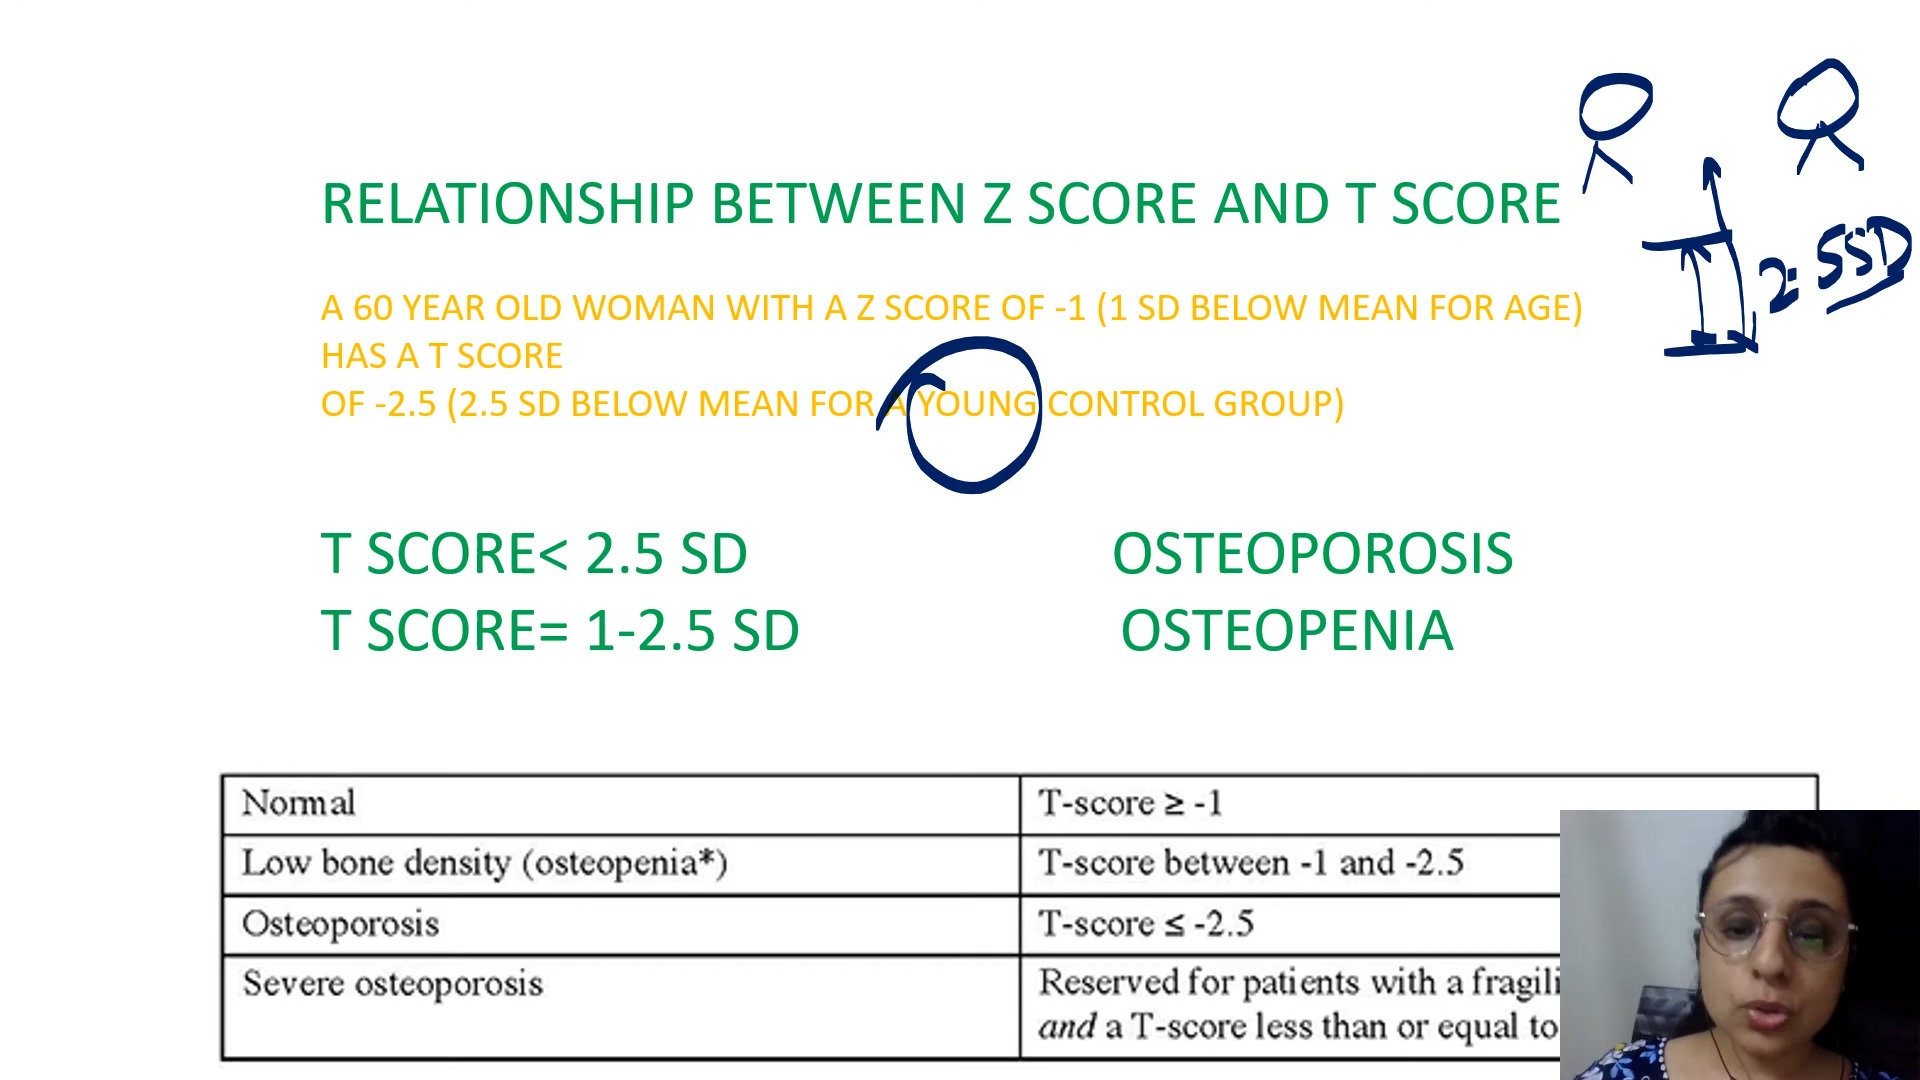 RELATIONSHIP BETWEEN Z SCORE AND T SCORE
A 60 YEAR OLD WOMAN WITH A Z SCORE OF -1 (1 SD BELOW MEAN FOR AGE)
HAS A T SCORE
OF -2.5 (2.5 SD BELOW MEAN FOR A YOUNG CONTROL GROUP)
T SCORE< 2.5 SD OSTEOPOROSIS
T SCORE= 1-2.5 SD OSTEOPENIA
Normal T-score ≥ -1
Low bone density (osteopenia*) T-score between -1 and -2.5
Osteoporosis T-score ≤ -2.5
Severe osteoporosis Reserved for patients with a
and a T-score less than or equal to